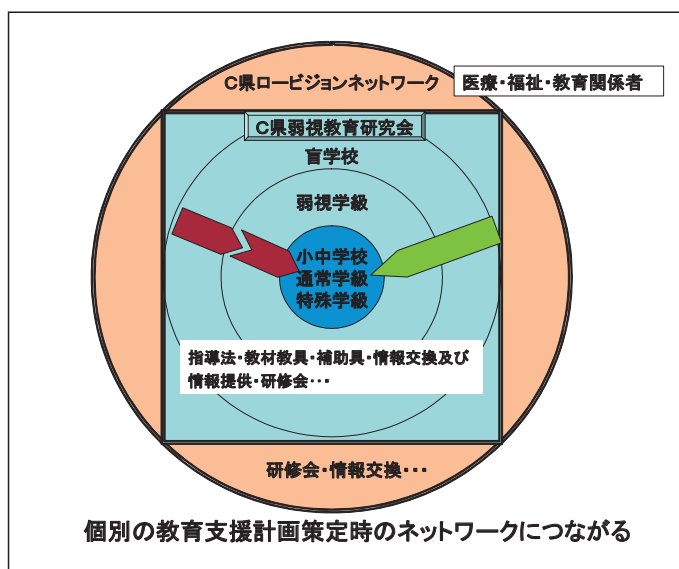 C県ロービジョンネットワーク
医療・福祉・教育関係者
C県弱視教育研究会
盲学校
弱視学級
小中学校
通常学級
特殊学級
指導法・教材教具・補助具・情報交換及び
情報提供・研修会・・・
研修会・情報交換・・・
個別の教育支援計画策定時のネットワークにつながる